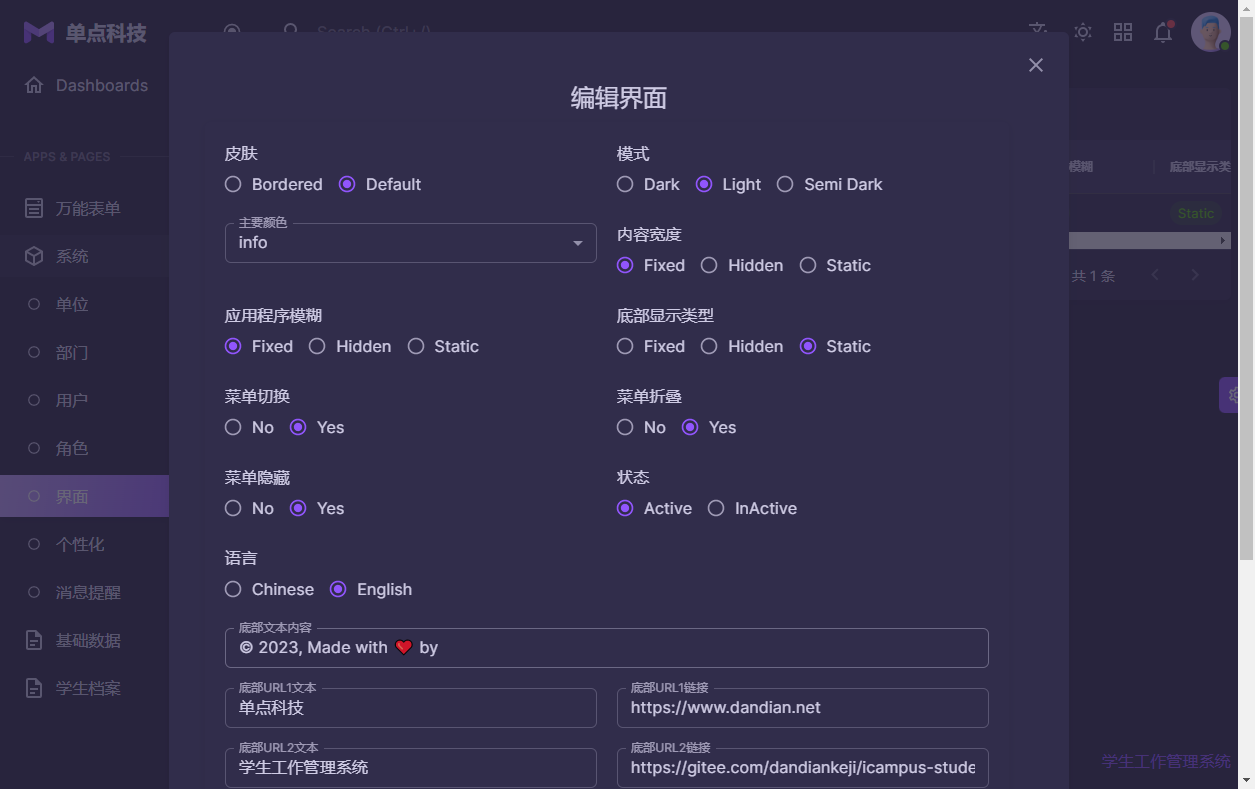 单点科技
Search (Ctrl+/)
Dashboards
APPS & PAGES
万能表单
系统
单位
部门
用户
角色
界面
个性化
消息提醒
基础数据
学生档案
编辑界面
皮肤
Bordered Default
模式
Dark Light Semi Dark
主要颜色
info
内容宽度
Fixed Hidden Static
应用程序模糊
Fixed Hidden Static
底部显示类型
Fixed Hidden Static
菜单切换
No Yes
菜单折叠
No Yes
菜单隐藏
No Yes
状态
Active InActive
语言
Chinese English
底部文本内容
© 2023, Made with ❤️ by
底部URL1文本
单点科技
底部URL1链接
https://www.dandian.net
底部URL2文本
学生工作管理系统
底部URL2链接
https://gitee.com/dandiankeji/icampus-stude
模糊
底部显示类
Static
共 1 条
学生工作管理系统